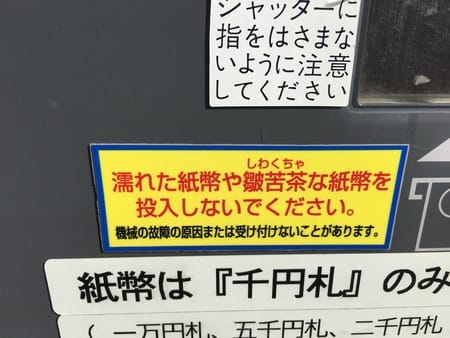 シャッターに
指をはさまな
いように注意
してください
しわくちゃ
濡れた紙幣や皺苦茶な紙幣を
投入しないでください。
機械の故障の原因または受け付けないことがあります。
紙幣は『千円札』のみ
(一万円札、五千円札、二千円札